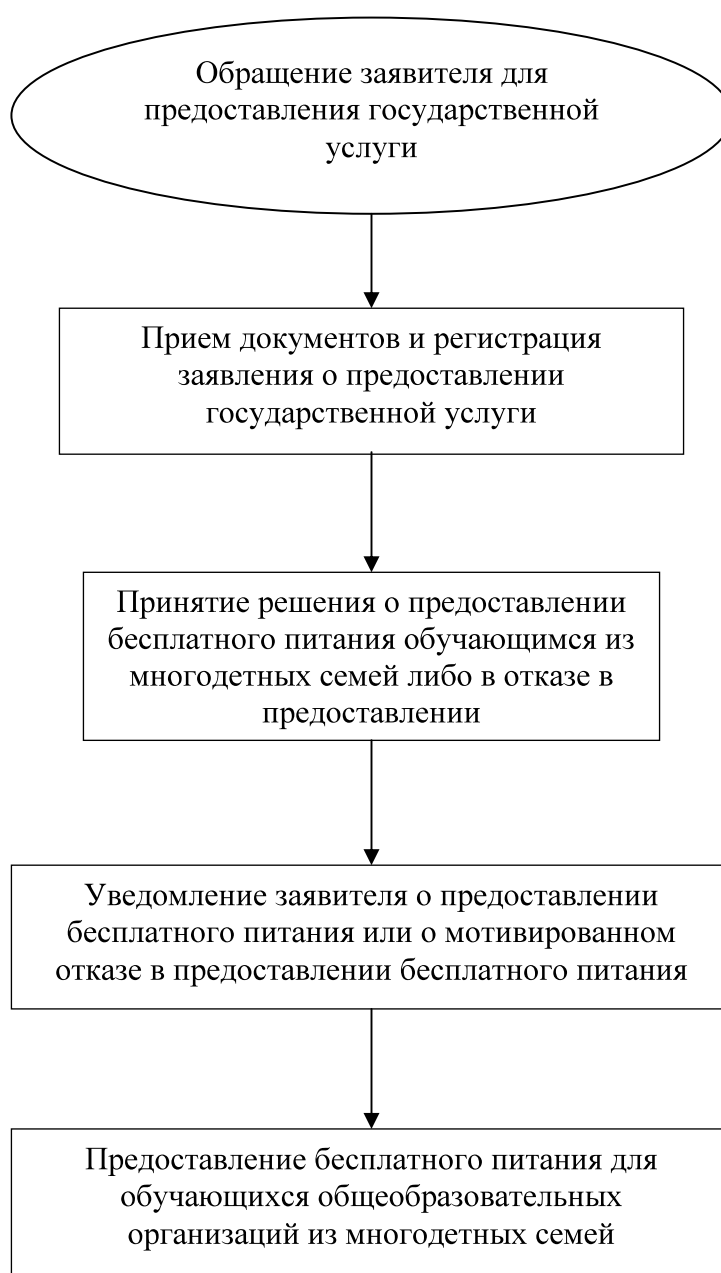 Обращение заявителя для
предоставления государственной
услуги
Прием документов и регистрация
заявления о предоставлении
государственной услуги
Принятие решения о предоставлении
бесплатного питания обучающимся из
многодетных семей либо в отказе в
предоставлении
Уведомление заявителя о предоставлении
бесплатного питания или о мотивированном
отказе в предоставлении бесплатного питания
Предоставление бесплатного питания для
обучающихся общеобразовательных
организаций из многодетных семей